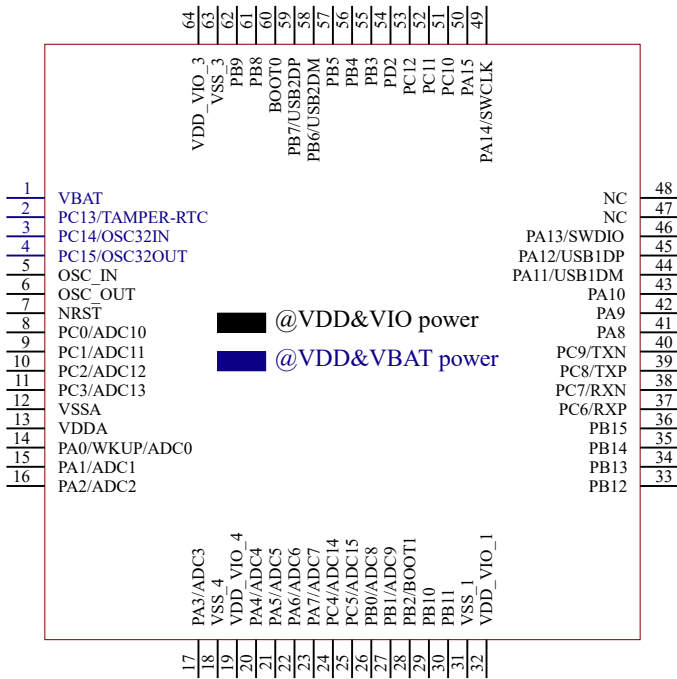 64
63
62
61
60
59
58
57
56
55
54
53
52
51
50
49
VDD_VIO_3
VSS_3
PB9
PB8
BOOT0
PB7/USB2DP
PB6/USB2DM
PB5
PB4
PB3
PD2
PC12
PC11
PC10
PA15
PA14/SWCLK
1 VBAT
2 PC13/TAMPER-RTC
3 PC14/OSC32IN
4 PC15/OSC32OUT
5 OSC_IN
6 OSC_OUT
7 NRST
8 PC0/ADC10
9 PC1/ADC11
10 PC2/ADC12
11 PC3/ADC13
12 VSSA
13 VDDA
14 PA0/WKUP/ADC0
15 PA1/ADC1
16 PA2/ADC2
@VDD&VIO power
@VDD&VBAT power
NC 48
NC 47
PA13/SWDIO 46
PA12/USB1DP 45
PA11/USB1DM 44
PA10 43
PA9 42
PA8 41
PC9/TXN 40
PC8/TXP 39
PC7/RXN 38
PC6/RXP 37
PB15 36
PB14 35
PB13 34
PB12 33
PA3/ADC3
VSS_4
VDD_VIO_4
PA4/ADC4
PA5/ADC5
PA6/ADC6
PA7/ADC7
PC4/ADC14
PC5/ADC15
PB0/ADC8
PB1/ADC9
PB2/BOOT1
PB10
PB11
VSS_1
VDD_VIO_1
17
18
19
20
21
22
23
24
25
26
27
28
29
30
31
32